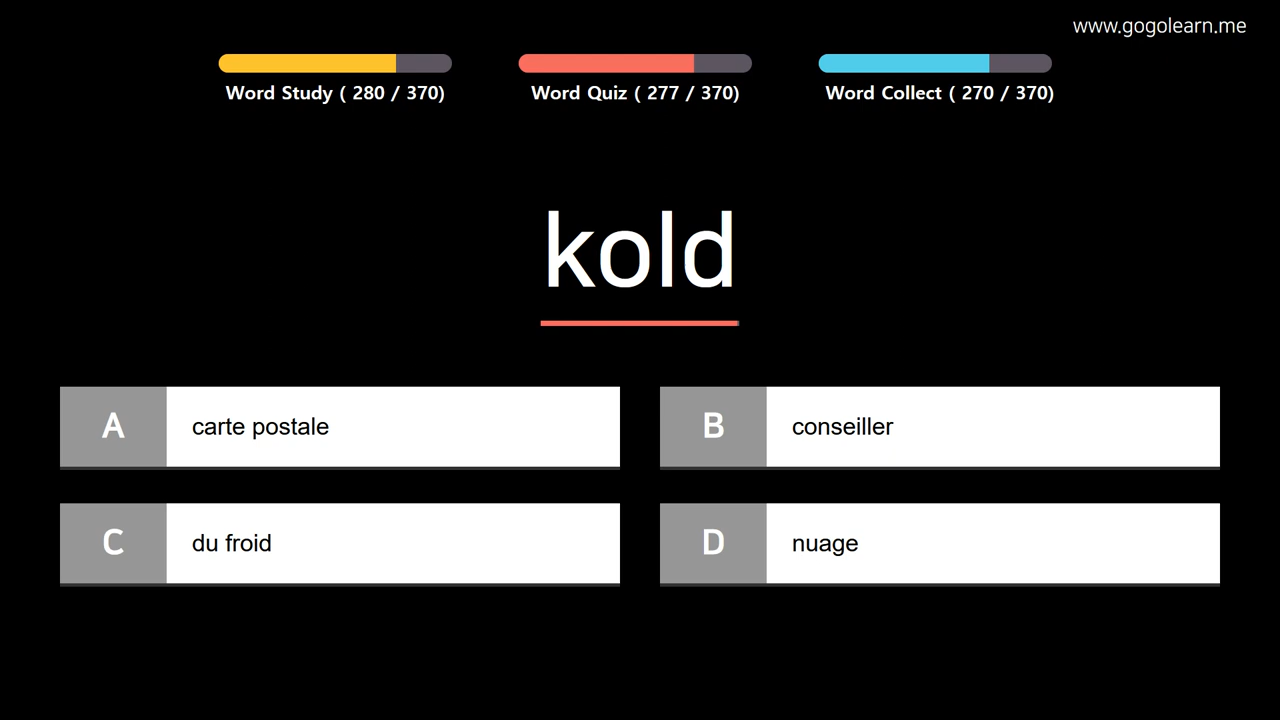 www.gogolearn.me
Word Study ( 280 / 370)
Word Quiz ( 277 / 370)
Word Collect ( 270 / 370)
kold
A carte postale
B conseiller
C du froid
D nuage